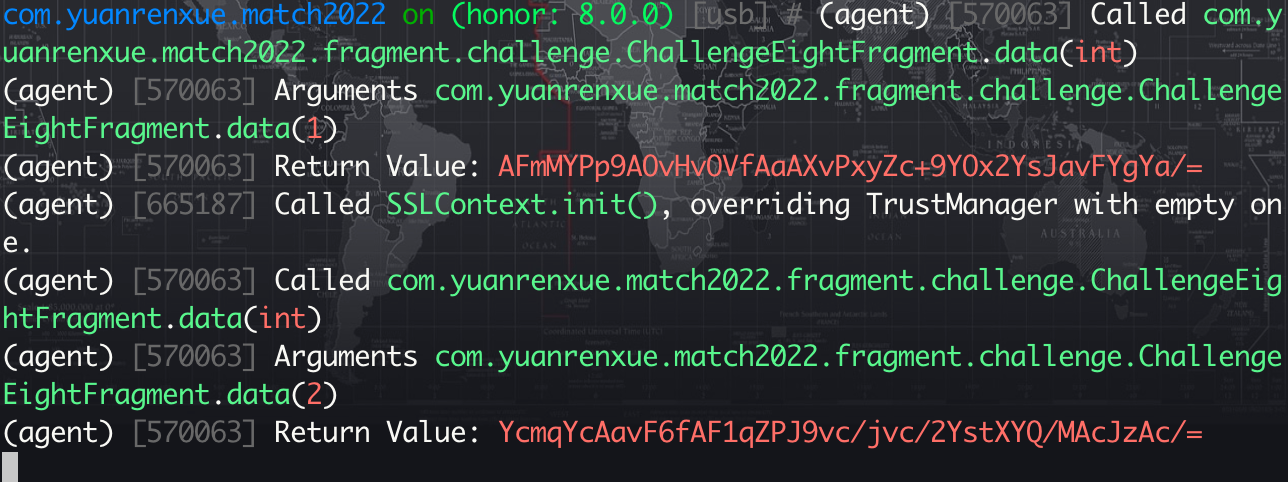 com.yuanrenxue.match2022 on (honor: 8.0.0) [usb] # (agent) [570063] Called com.y
uanrenxue.match2022.fragment.challenge.ChallengeEightFragment.data(int)
(agent) [570063] Arguments com.yuanrenxue.match2022.fragment.challenge.Challenge
EightFragment.data(1)
(agent) [570063] Return Value: AFmMYPp9AOvHvOVfAaAXvPxyZc+9YOx2YsJavFYgYa/=
(agent) [665187] Called SSLContext.init(), overriding TrustManager with empty on
e.
(agent) [570063] Called com.yuanrenxue.match2022.fragment.challenge.ChallengeEig
htFragment.data(int)
(agent) [570063] Arguments com.yuanrenxue.match2022.fragment.challenge.Challenge
EightFragment.data(2)
(agent) [570063] Return Value: YcmqYcAavF6fAF1qZPJ9vc/jvc/2YstXYQ/MAcJzAc/=